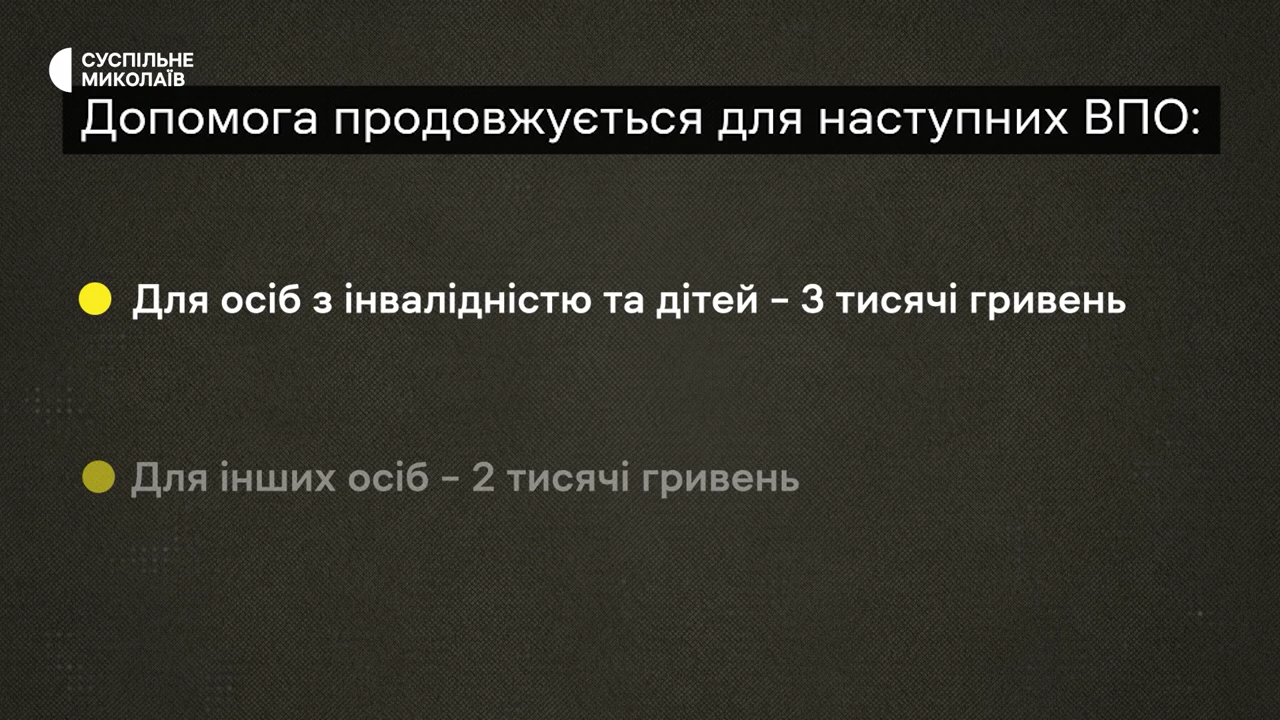 СУСПІЛЬНЕ
МИКОЛАЇВ
Допомога продовжується для наступних ВПО:
Для осіб з інвалідністю та дітей – 3 тисячі гривень
Для інших осіб – 2 тисячі гривень